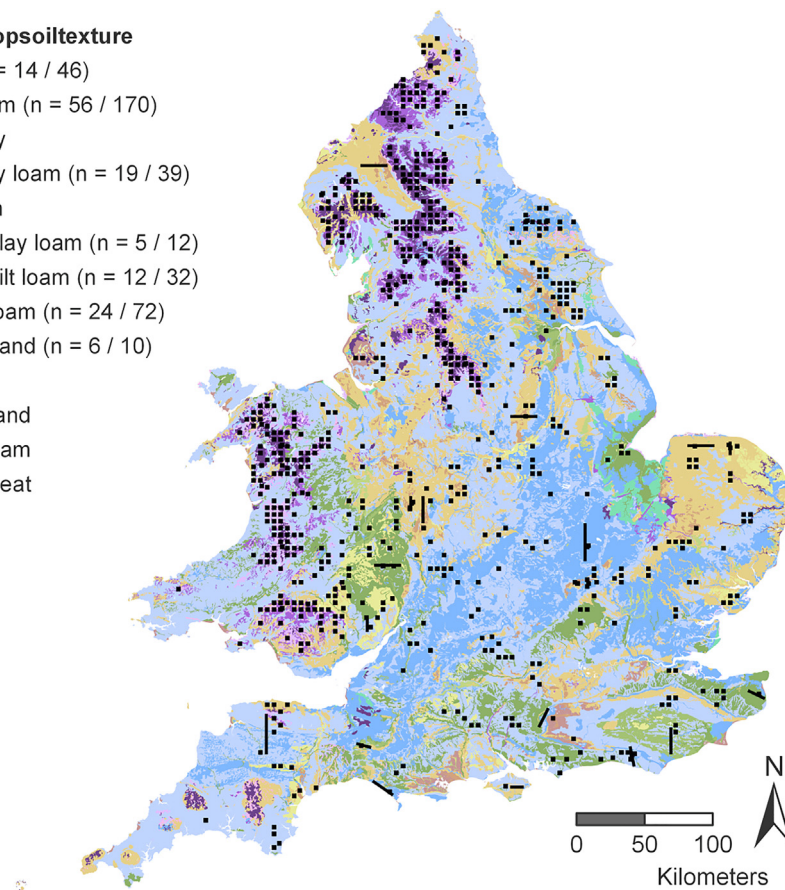 opsoiltexture
= 14 / 46)
m (n = 56 / 170)
y
y loam (n = 19 / 39)
n
lay loam (n = 5 / 12)
ilt loam (n = 12 / 32)
oam (n = 24 / 72)
and (n = 6 / 10)
and
am
eat
N
0 50 100
Kilometers